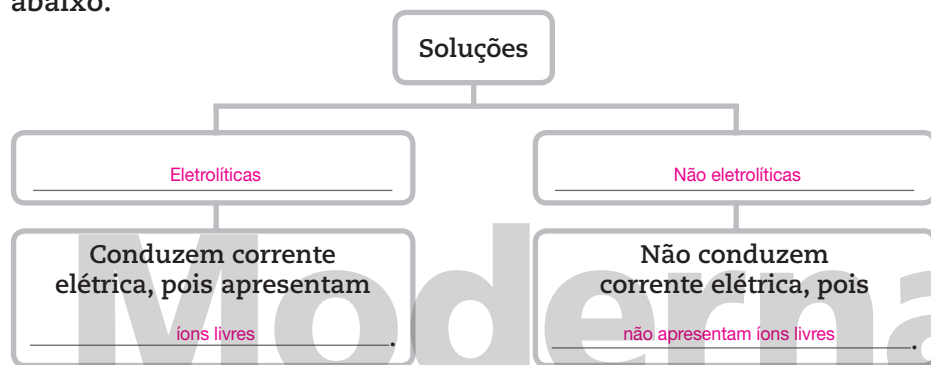 abaixo.
Soluções
Eletrolíticas
Não eletrolíticas
Conduzem corrente
elétrica, pois apresentam
íons livres.
Não conduzem
corrente elétrica, pois
não apresentam íons livres.
Moderna